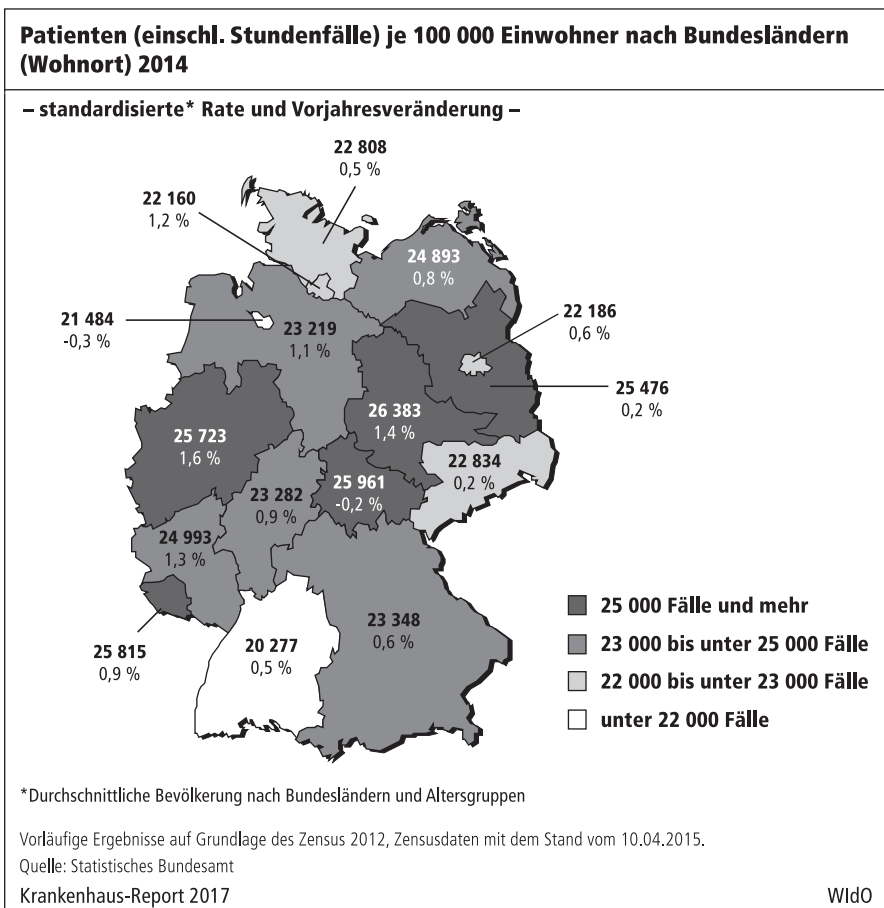 Patienten (einschl. Stundenfälle) je 100 000 Einwohner nach Bundesländern
(Wohnort) 2014
– standardisierte* Rate und Vorjahresveränderung –
22 808
0,5 %
22 160
1,2 %
24 893
0,8 %
21 484
-0,3 %
23 219
1,1 %
22 186
0,6 %
25 476
0,2 %
26 383
1,4 %
25 723
1,6 %
22 834
0,2 %
25 961
-0,2 %
23 282
0,9 %
24 993
1,3 %
25 815
0,9 %
20 277
0,5 %
23 348
0,6 %
25 000 Fälle und mehr
23 000 bis unter 25 000 Fälle
22 000 bis unter 23 000 Fälle
unter 22 000 Fälle
*Durchschnittliche Bevölkerung nach Bundesländern und Altersgruppen
Vorläufige Ergebnisse auf Grundlage des Zensus 2012, Zensusdaten mit dem Stand vom 10.04.2015.
Quelle: Statistisches Bundesamt
Krankenhaus-Report 2017 WIdO